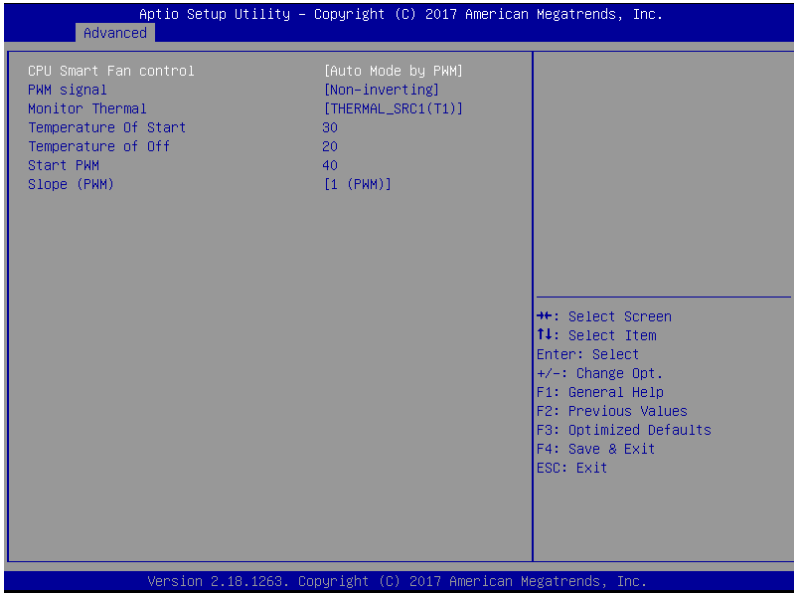 Aptio Setup Utility – Copyright (C) 2017 American Megatrends, Inc.
Advanced
CPU Smart Fan control [Auto Mode by PWM]
PWM signal [Non-inverting]
Monitor Thermal [THERMAL_SRC1(T1)]
Temperature Of Start 30
Temperature of Off 20
Start PWM 40
Slope (PWM) [1 (PWM)]
→←: Select Screen
↑↓: Select Item
Enter: Select
+/-: Change Opt.
F1: General Help
F2: Previous Values
F3: Optimized Defaults
F4: Save & Exit
ESC: Exit
Version 2.18.1263. Copyright (C) 2017 American Megatrends, Inc.